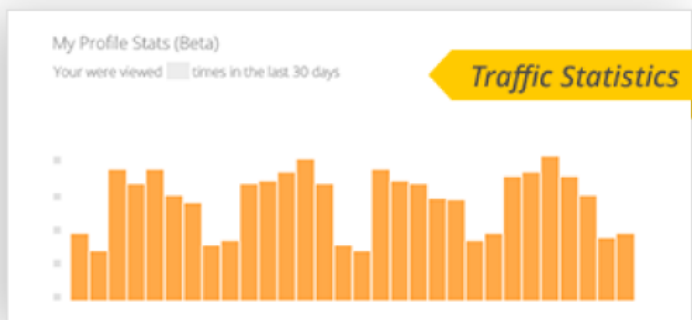 My Profile Stats (Beta)
Your were viewed times in the last 30 days
Traffic Statistics